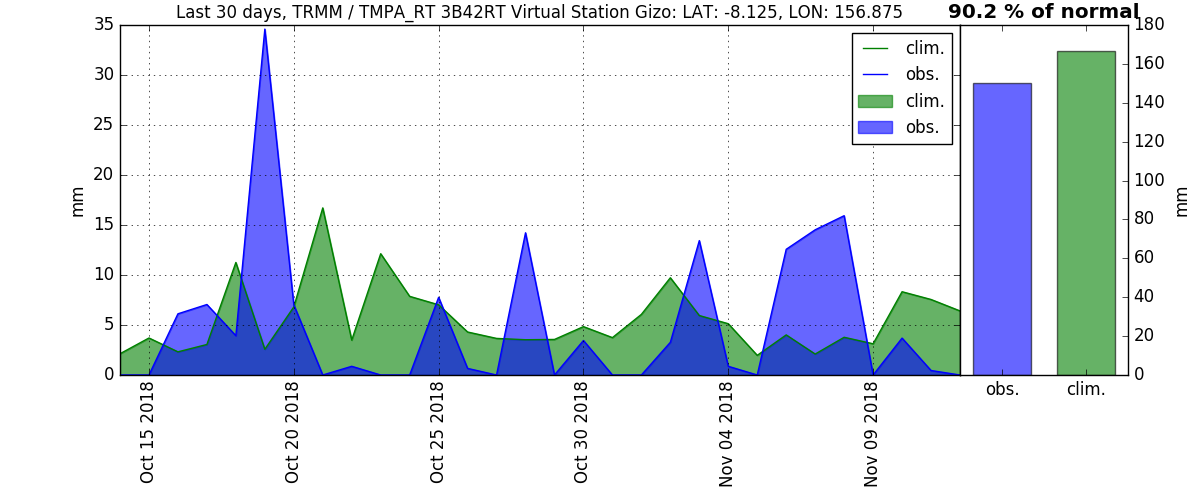 Last 30 days, TRMM / TMPA_RT 3B42RT Virtual Station Gizo: LAT: -8.125, LON: 156.875
90.2 % of normal
35
30
25
20
15
10
5
0
mm
clim.
obs.
clim.
obs.
Oct 15 2018
Oct 20 2018
Oct 25 2018
Oct 30 2018
Nov 04 2018
Nov 09 2018
180
160
140
120
100
80
60
40
20
0
mm
obs.
clim.